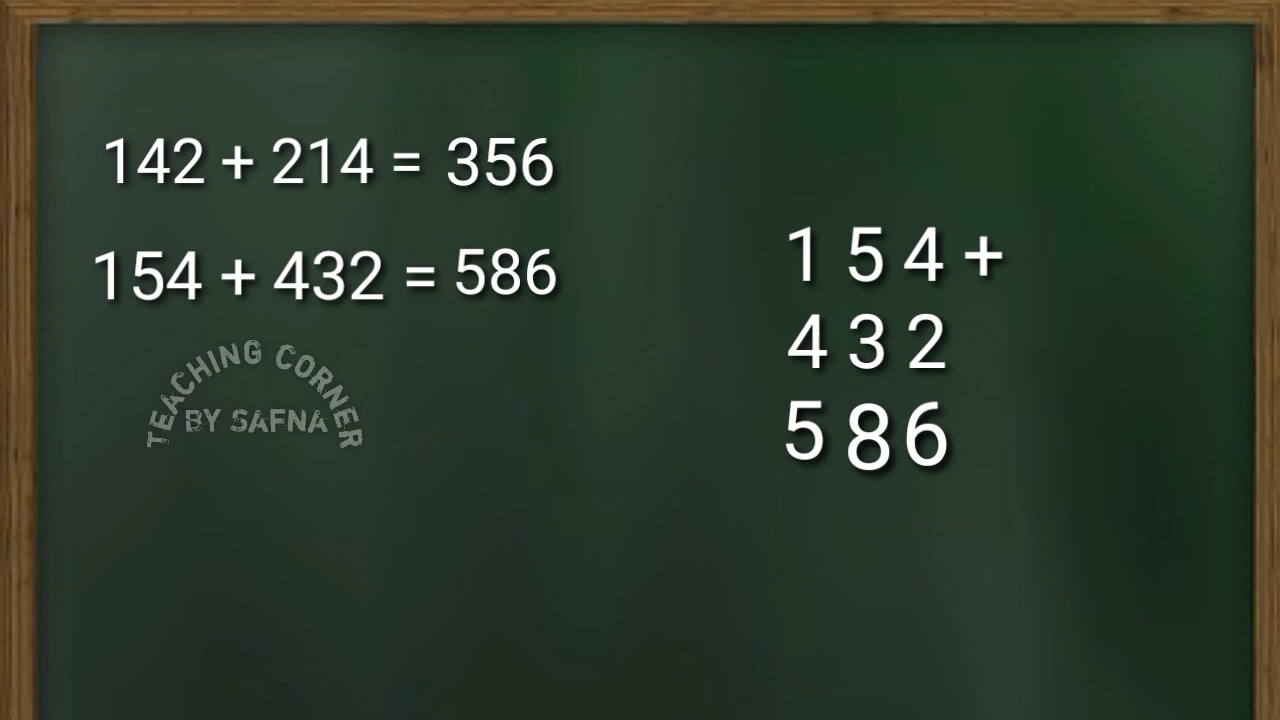 142 + 214 = 356
154 + 432 = 586
TEACHING CORNER
BY SAFNA
1 5 4 +
4 3 2
5 8 6